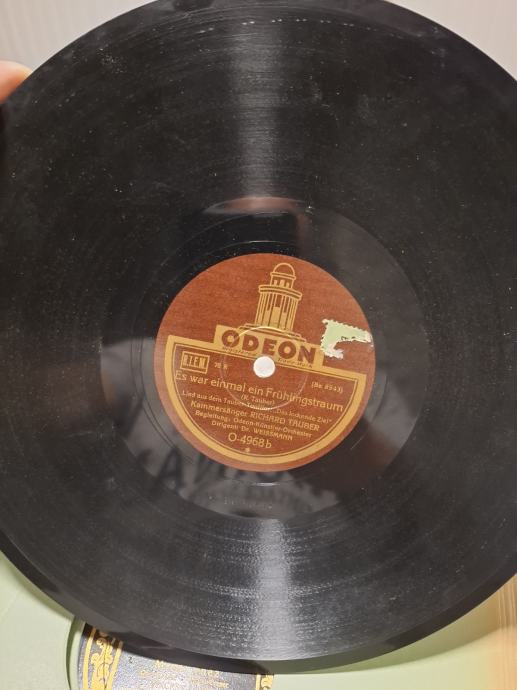 ODEON
B.I.E.M.
78 R
(Be 8943)
Es war einmal ein Frühlingstraum
(R. Tauber)
Lied aus dem Tauber-Tonfilm „Das lockende Ziel"
Kammersänger RICHARD TAUBER
Begleitung: Odeon-Künstler-Orchester
Dirigent: Dr. WEISSMANN
O-4968b